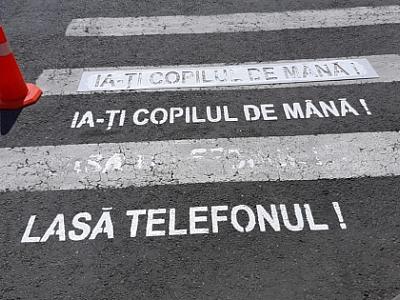 IA-ȚI COPILUL DE MÂNĂ !
IA-ȚI COPILUL DE MÂNĂ !
LASĂ TELEFONUL !